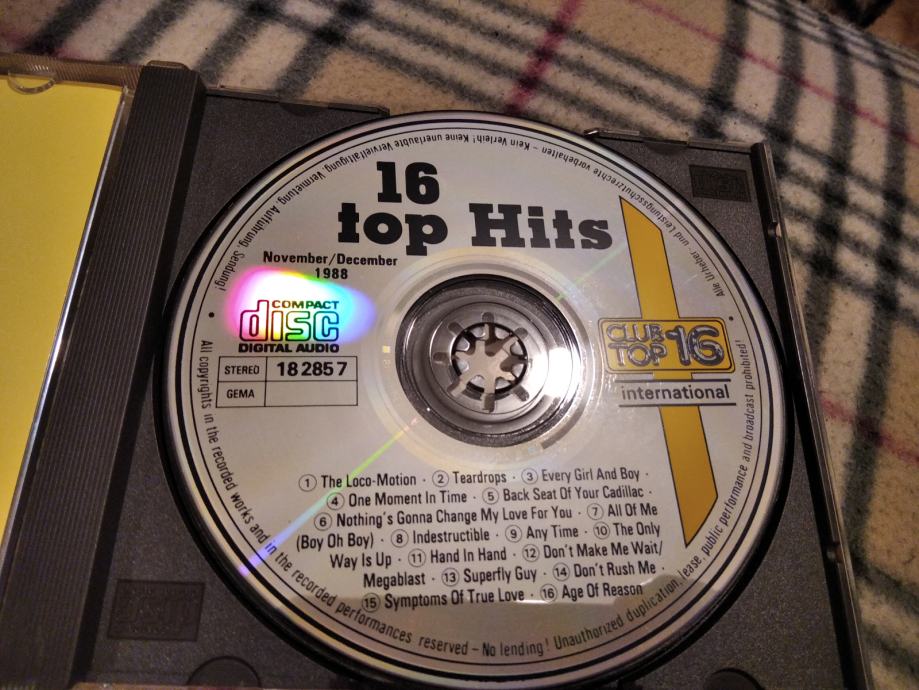 16
top Hits
November/December
1988
COMPACT
disc
DIGITAL AUDIO
STEREO 18 285 7
GEMA
CLUB TOP 16
international
① The Loco-Motion · ② Teardrops · ③ Every Girl And Boy ·
④ One Moment In Time · ⑤ Back Seat Of Your Cadillac ·
⑥ Nothing's Gonna Change My Love For You · ⑦ All Of Me
(Boy Oh Boy) · ⑧ Indestructible · ⑨ Any Time · ⑩ The Only
Way Is Up · ⑪ Hand In Hand · ⑫ Don't Make Me Wait/
Megablast · ⑬ Superfly Guy · ⑭ Don't Rush Me ·
⑮ Symptoms Of True Love · ⑯ Age Of Reason
Alle Urheber- und Leistungsschutzrechte vorbehalten – Kein Verleih! Keine unerlaubte Vervielfältigung, Vermietung, Aufführung, Sendung!
All copyrights in the recorded works and in the recorded performances reserved – No lending! Unauthorized duplication, lease, public performance and broadcast prohibited!